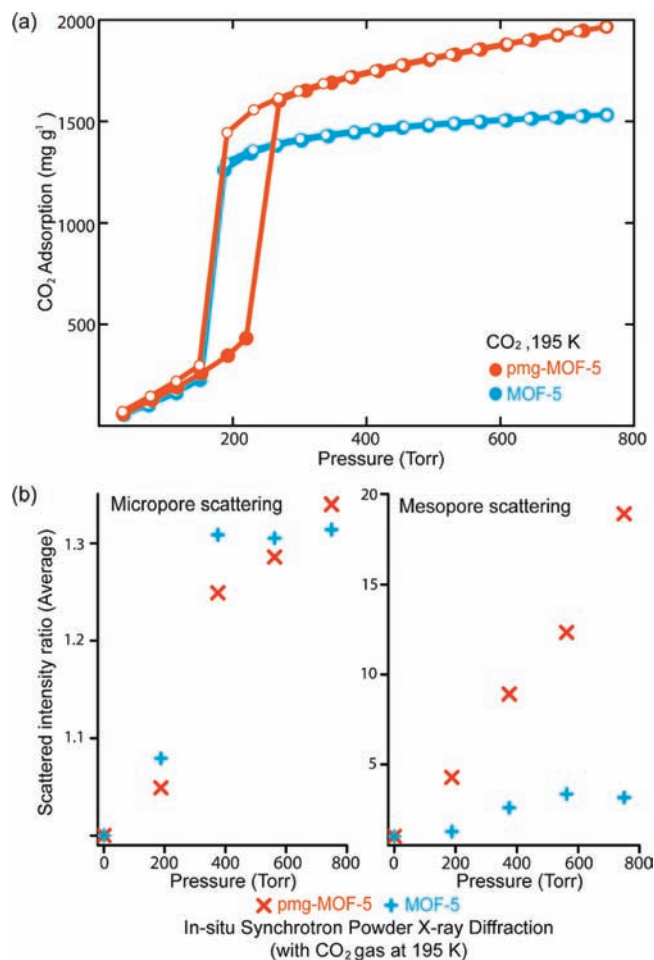 (a)
2000
1500
1000
500
CO₂ Adsorption (mg g¹)
CO₂ ,195 K
pmg-MOF-5
MOF-5
200
400
600
800
Pressure (Torr)
(b)
Micropore scattering
Mesopore scattering
1.3
1.2
1.1
Scattered intensity ratio (Average)
20
15
10
5
0
200
400
600
800
0
200
400
600
800
Pressure (Torr)
Pressure (Torr)
pmg-MOF-5
MOF-5
In-situ Synchrotron Powder X-ray Diffraction
(with CO₂ gas at 195 K)